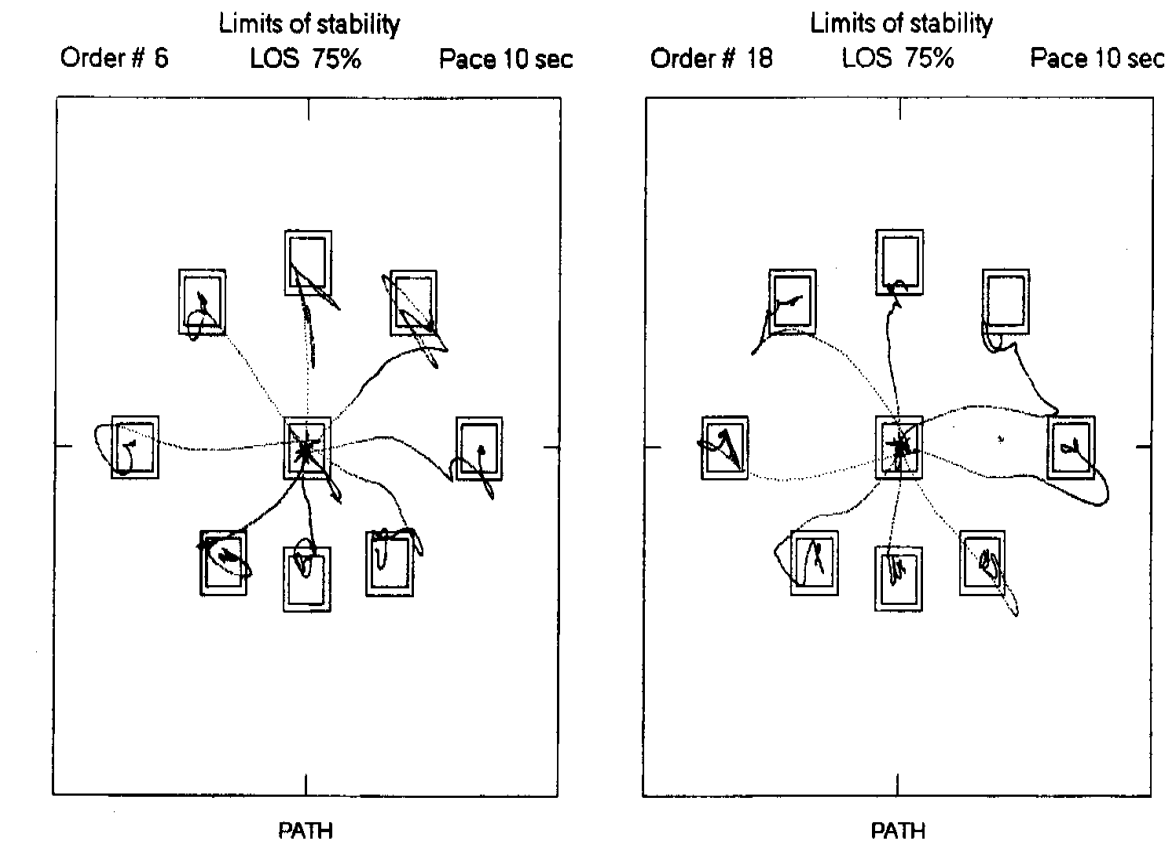 Limits of stability
Order # 6 LOS 75% Pace 10 sec
PATH
Limits of stability
Order # 18 LOS 75% Pace 10 sec
PATH